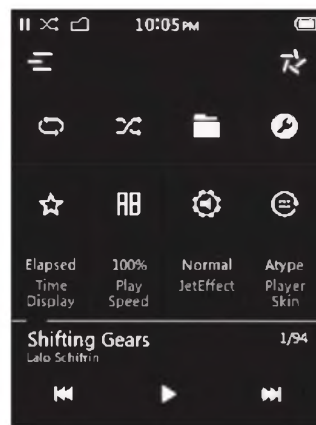 10:05 PM
AB
Elapsed 100% Normal Atype
Time Play JetEffect Player
Display Speed Skin
Shifting Gears 1/94
Lalo Schifrin